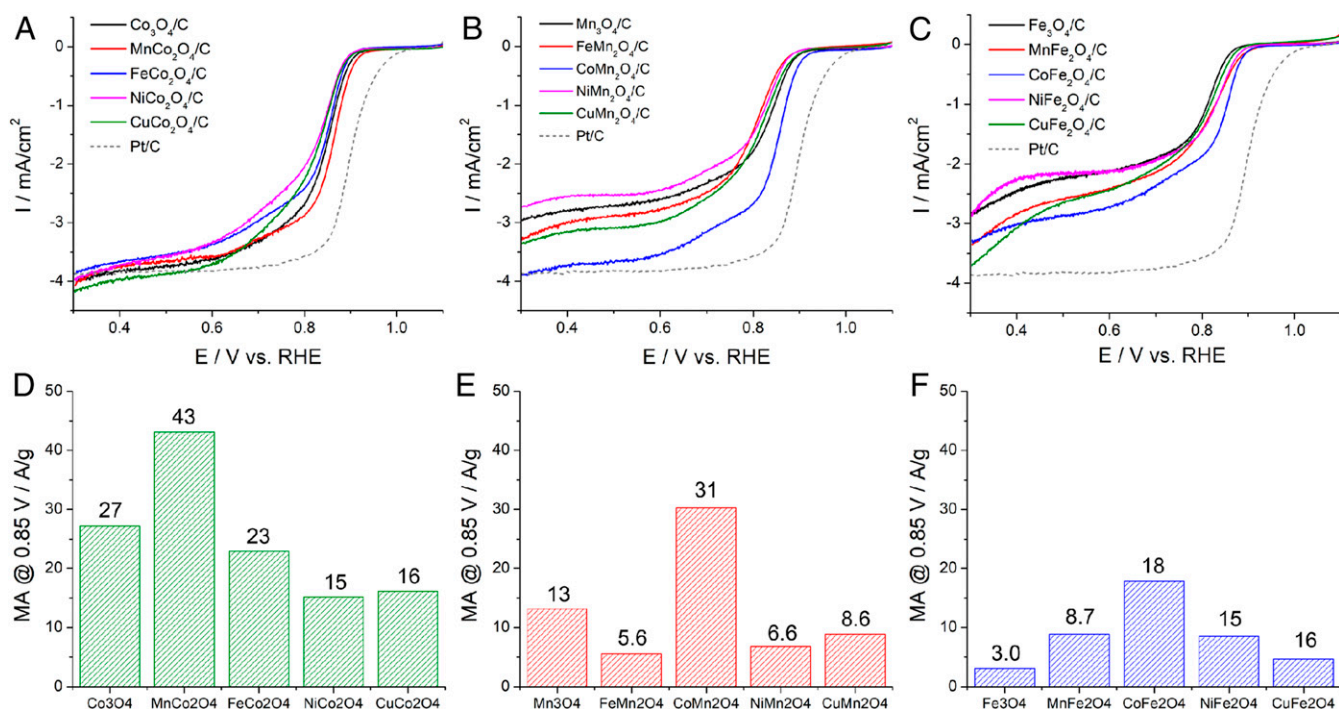 A
Co₃O₄/C
MnCo₂O₄/C
FeCo₂O₄/C
NiCo₂O₄/C
CuCo₂O₄/C
Pt/C
I / mA/cm²
0
-1
-2
-3
-4
0.4 0.6 0.8 1.0
E / V vs. RHE
B
Mn₃O₄/C
FeMn₂O₄/C
CoMn₂O₄/C
NiMn₂O₄/C
CuMn₂O₄/C
Pt/C
I / mA/cm²
0
-1
-2
-3
-4
0.4 0.6 0.8 1.0
E / V vs. RHE
C
Fe₃O₄/C
MnFe₂O₄/C
CoFe₂O₄/C
NiFe₂O₄/C
CuFe₂O₄/C
Pt/C
I / mA/cm²
0
-1
-2
-3
-4
0.4 0.6 0.8 1.0
E / V vs. RHE
D
MA @ 0.85 V / A/g
50
40
30
20
10
0
27
43
23
15
16
Co3O4 MnCo2O4 FeCo2O4 NiCo2O4 CuCo2O4
E
MA @ 0.85 V / A/g
50
40
30
20
10
0
13
5.6
31
6.6
8.6
Mn3O4 FeMn2O4 CoMn2O4 NiMn2O4 CuMn2O4
F
MA @ 0.85 V / A/g
50
40
30
20
10
0
3.0
8.7
18
15
16
Fe3O4 MnFe2O4 CoFe2O4 NiFe2O4 CuFe2O4